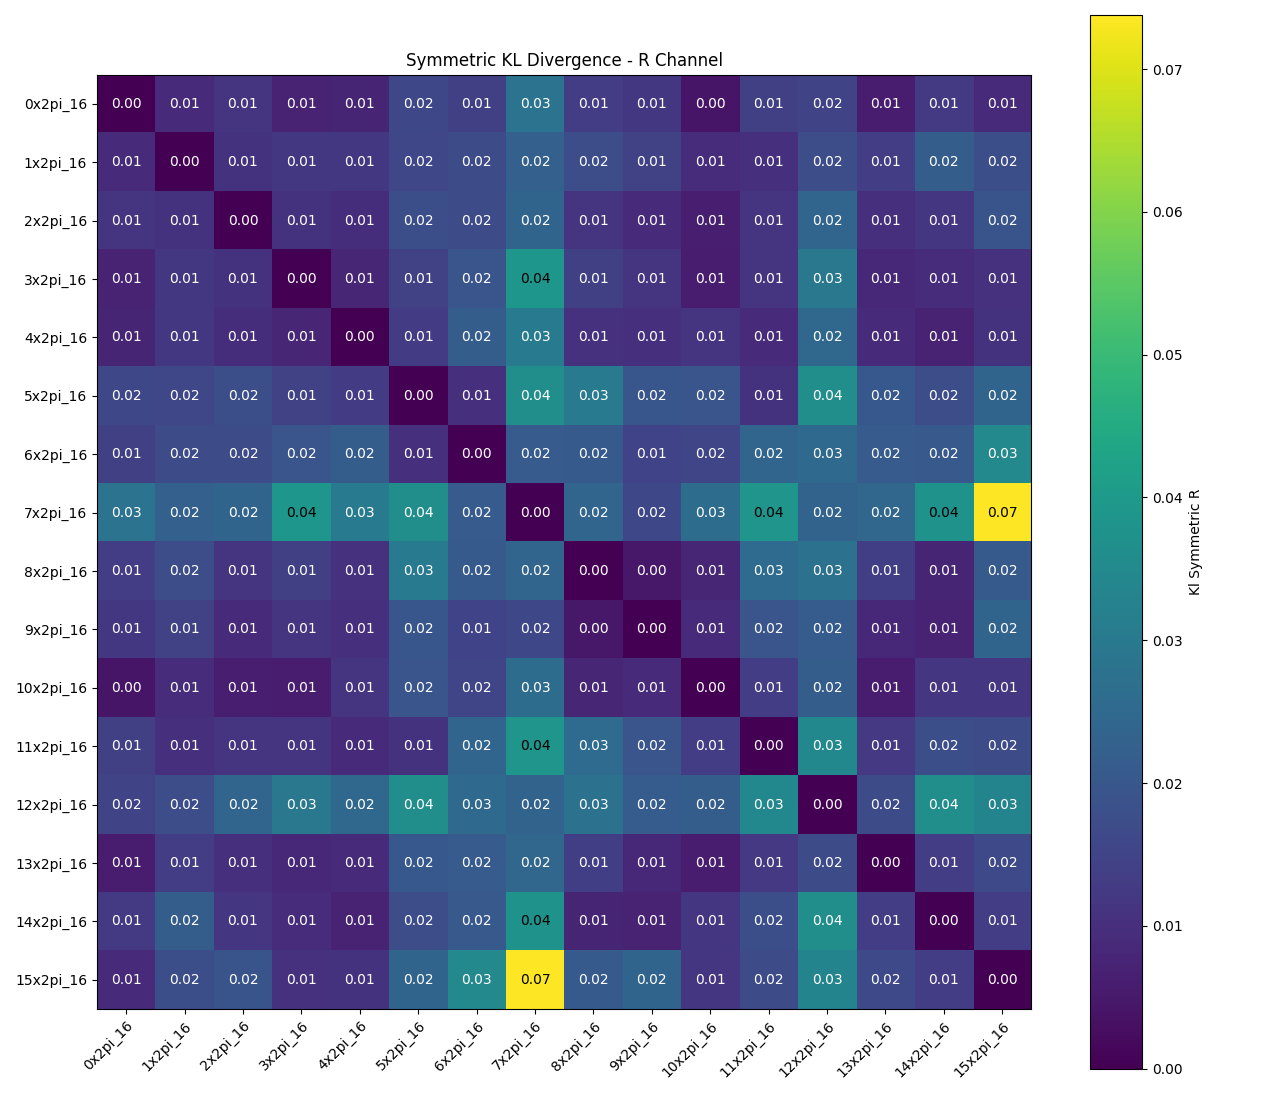 Symmetric KL Divergence - R Channel
0x2pi_16 0.00 0.01 0.01 0.01 0.01 0.02 0.01 0.03 0.01 0.01 0.00 0.01 0.02 0.01 0.01 0.01
1x2pi_16 0.01 0.00 0.01 0.01 0.01 0.02 0.02 0.02 0.02 0.01 0.01 0.01 0.02 0.01 0.02 0.02
2x2pi_16 0.01 0.01 0.00 0.01 0.01 0.02 0.02 0.02 0.01 0.01 0.01 0.01 0.02 0.01 0.01 0.02
3x2pi_16 0.01 0.01 0.01 0.00 0.01 0.01 0.02 0.04 0.01 0.01 0.01 0.01 0.03 0.01 0.01 0.01
4x2pi_16 0.01 0.01 0.01 0.01 0.00 0.01 0.02 0.03 0.01 0.01 0.01 0.01 0.02 0.01 0.01 0.01
5x2pi_16 0.02 0.02 0.02 0.01 0.01 0.00 0.01 0.04 0.03 0.02 0.02 0.01 0.04 0.02 0.02 0.02
6x2pi_16 0.01 0.02 0.02 0.02 0.02 0.01 0.00 0.02 0.02 0.01 0.02 0.02 0.03 0.02 0.02 0.03
7x2pi_16 0.03 0.02 0.02 0.04 0.03 0.04 0.02 0.00 0.02 0.02 0.03 0.04 0.02 0.02 0.04 0.07
8x2pi_16 0.01 0.02 0.01 0.01 0.01 0.03 0.02 0.02 0.00 0.00 0.01 0.03 0.03 0.01 0.01 0.02
9x2pi_16 0.01 0.01 0.01 0.01 0.01 0.02 0.01 0.02 0.00 0.00 0.01 0.02 0.02 0.01 0.01 0.02
10x2pi_16 0.00 0.01 0.01 0.01 0.01 0.02 0.02 0.03 0.01 0.01 0.00 0.01 0.02 0.01 0.01 0.01
11x2pi_16 0.01 0.01 0.01 0.01 0.01 0.01 0.02 0.04 0.03 0.02 0.01 0.00 0.03 0.01 0.02 0.02
12x2pi_16 0.02 0.02 0.02 0.03 0.02 0.04 0.03 0.02 0.03 0.02 0.02 0.03 0.00 0.02 0.04 0.03
13x2pi_16 0.01 0.01 0.01 0.01 0.01 0.02 0.02 0.02 0.01 0.01 0.01 0.01 0.02 0.00 0.01 0.02
14x2pi_16 0.01 0.02 0.01 0.01 0.01 0.02 0.02 0.04 0.01 0.01 0.01 0.02 0.04 0.01 0.00 0.01
15x2pi_16 0.01 0.02 0.02 0.01 0.01 0.02 0.03 0.07 0.02 0.02 0.01 0.02 0.03 0.02 0.01 0.00
0x2pi_16 1x2pi_16 2x2pi_16 3x2pi_16 4x2pi_16 5x2pi_16 6x2pi_16 7x2pi_16 8x2pi_16 9x2pi_16 10x2pi_16 11x2pi_16 12x2pi_16 13x2pi_16 14x2pi_16 15x2pi_16
0.07
0.06
0.05
0.04
0.03
0.02
0.01
0.00
Kl Symmetric R